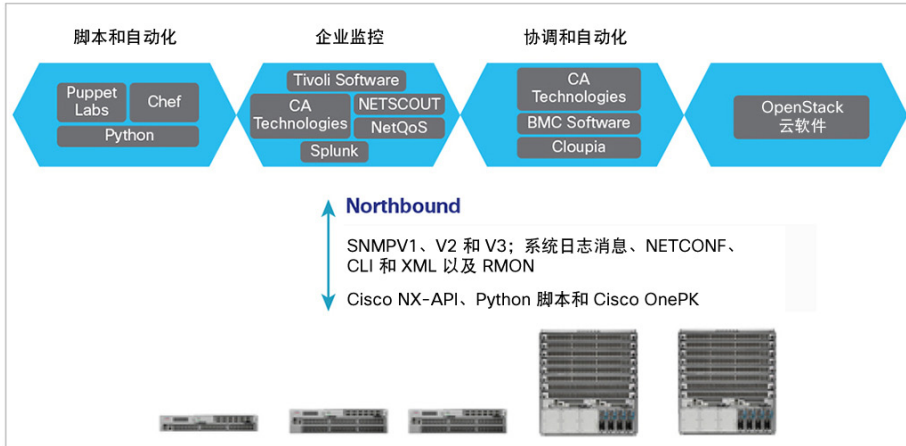 脚本和自动化
企业监控
协调和自动化
Puppet
Labs
Chef
Python
Tivoli Software
CA
Technologies
NETSCOUT
NetQoS
Splunk
CA
Technologies
BMC Software
Cloupia
OpenStack
云软件
Northbound
SNMPV1、V2 和 V3；系统日志消息、NETCONF、
CLI 和 XML 以及 RMON
Cisco NX-API、Python 脚本和 Cisco OnePK